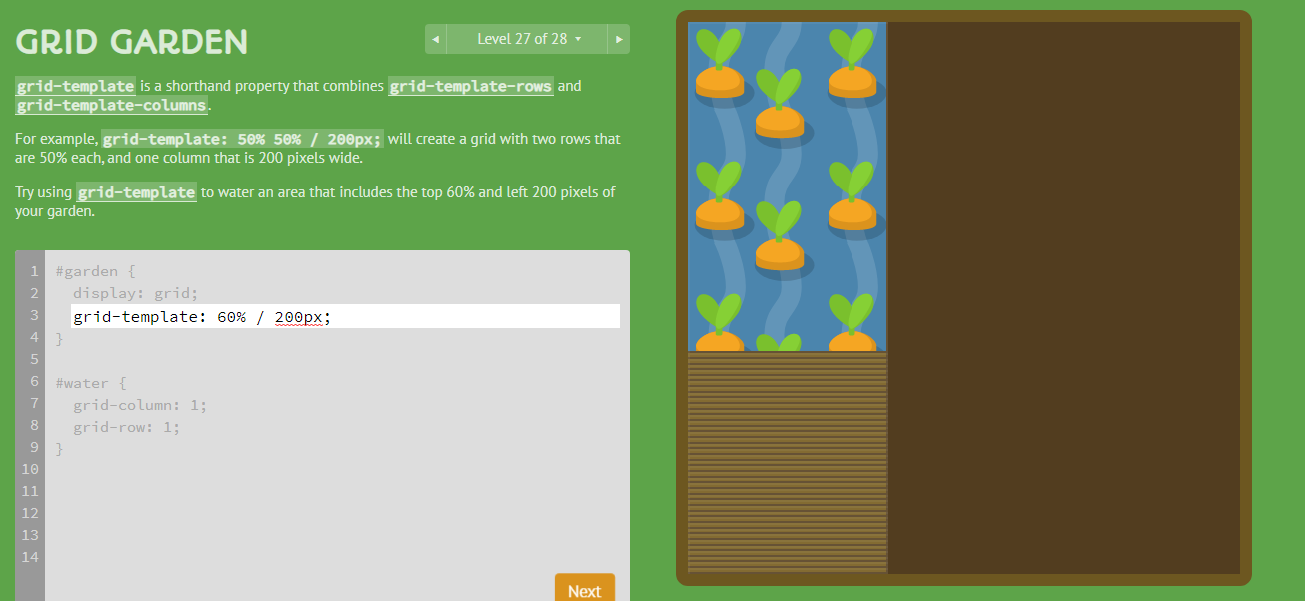 GRID GARDEN
◀ Level 27 of 28 ▾ ▶
grid-template is a shorthand property that combines grid-template-rows and
grid-template-columns.
For example, grid-template: 50% 50% / 200px; will create a grid with two rows that
are 50% each, and one column that is 200 pixels wide.
Try using grid-template to water an area that includes the top 60% and left 200 pixels of
your garden.
1 #garden {
2 display: grid;
3 grid-template: 60% / 200px;
4 }
5
6 #water {
7 grid-column: 1;
8 grid-row: 1;
9 }
10
11
12
13
14
Next